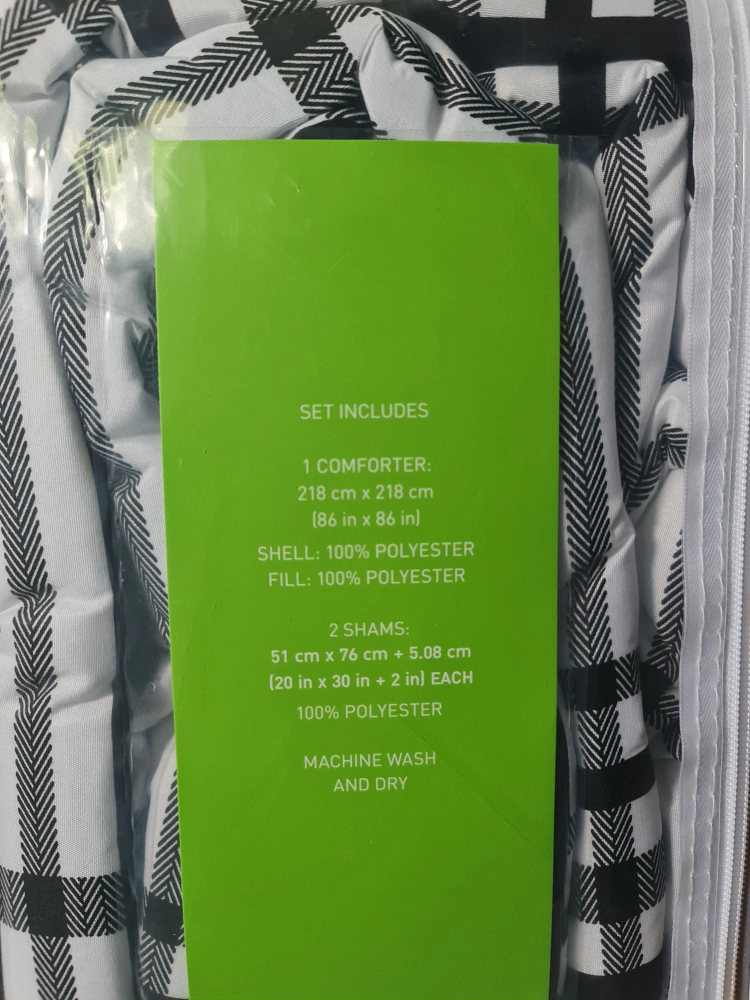 SET INCLUDES
1 COMFORTER:
218 cm x 218 cm
(86 in x 86 in)
SHELL: 100% POLYESTER
FILL: 100% POLYESTER
2 SHAMS:
51 cm x 76 cm + 5.08 cm
(20 in x 30 in + 2 in) EACH
100% POLYESTER
MACHINE WASH
AND DRY